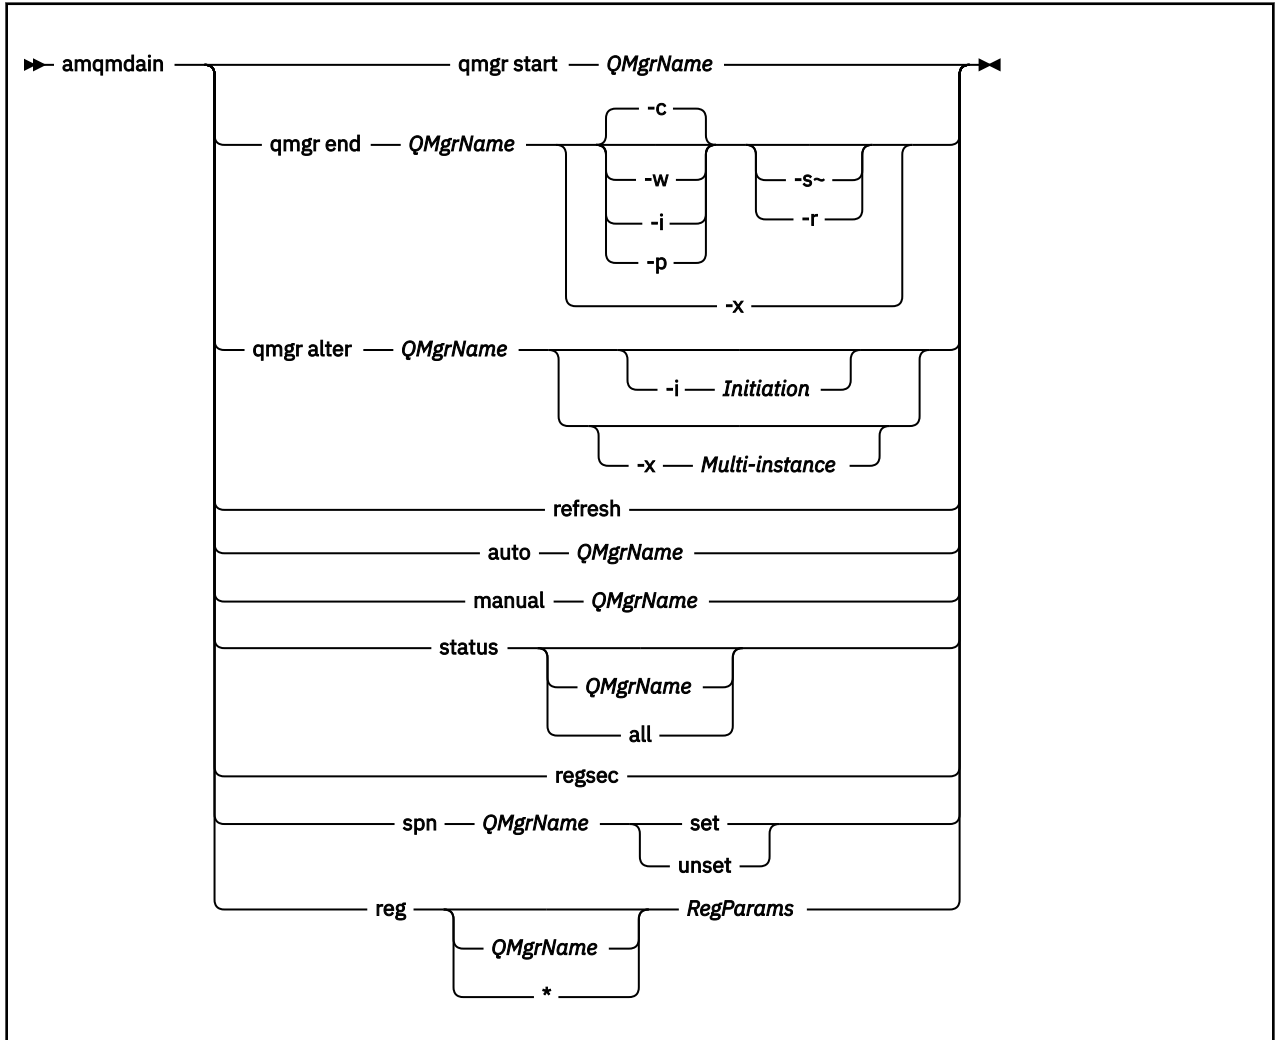 amqmdain qmgr start QMgrName
-c
qmgr end QMgrName
-w -s~
-i -r
-p
-x
qmgr alter QMgrName
-i Initiation
-x Multi-instance
refresh
auto QMgrName
manual QMgrName
status
QMgrName
all
regsec
spn QMgrName set
unset
reg RegParams
QMgrName
*